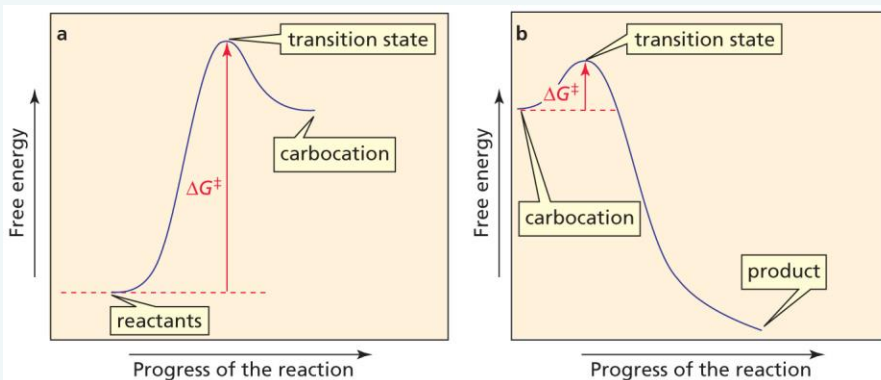 a
transition state
ΔG‡
carbocation
reactants
Free energy
Progress of the reaction
b
transition state
ΔG‡
carbocation
product
Free energy
Progress of the reaction